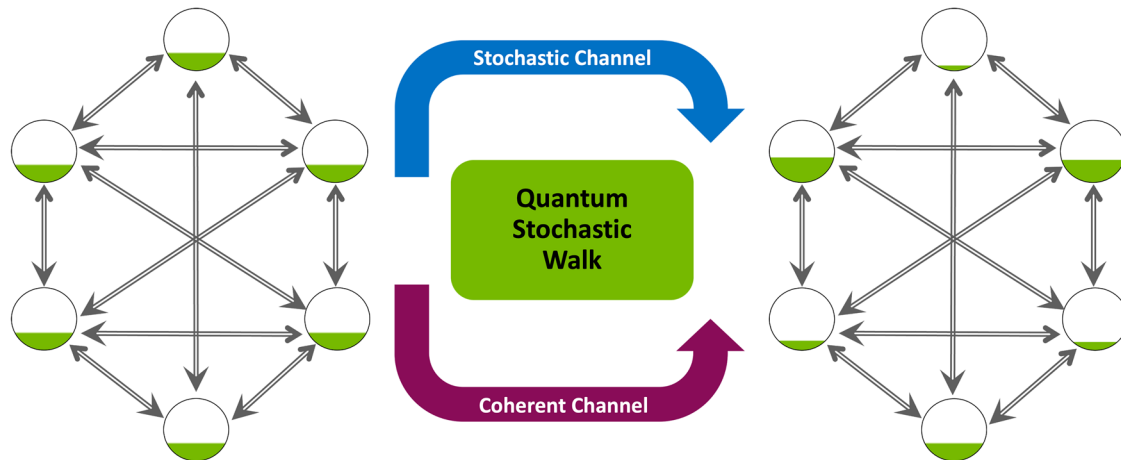 Stochastic Channel
Quantum
Stochastic
Walk
Coherent Channel